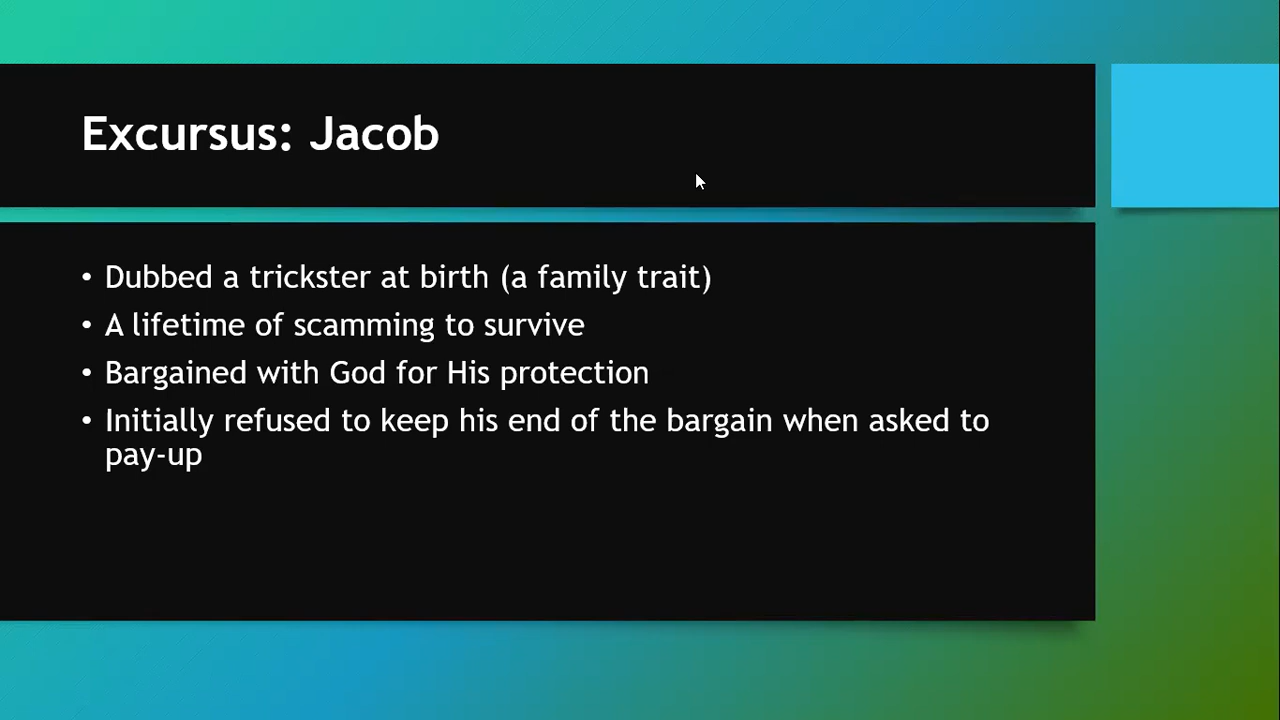 Excursus: Jacob
• Dubbed a trickster at birth (a family trait)
• A lifetime of scamming to survive
• Bargained with God for His protection
• Initially refused to keep his end of the bargain when asked to
pay-up